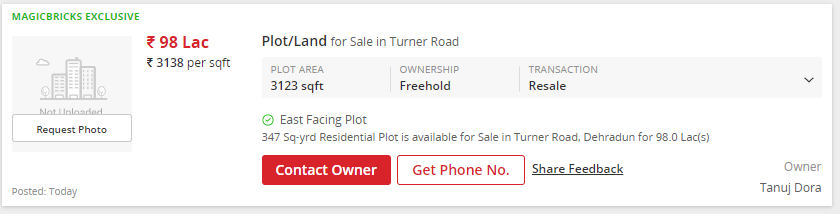 MAGICBRICKS EXCLUSIVE
Not Uploaded
Request Photo
Posted: Today
₹ 98 Lac
₹ 3138 per sqft
Plot/Land for Sale in Turner Road
PLOT AREA
3123 sqft
OWNERSHIP
Freehold
TRANSACTION
Resale
East Facing Plot
347 Sq-yrd Residential Plot is available for Sale in Turner Road, Dehradun for 98.0 Lac(s)
Contact Owner
Get Phone No.
Share Feedback
Owner
Tanuj Dora